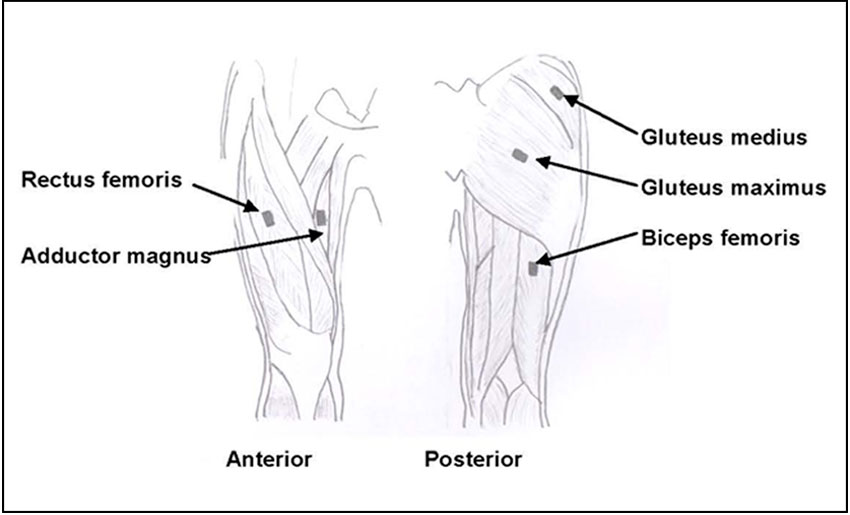 Gluteus medius
Rectus femoris
Gluteus maximus
Adductor magnus
Biceps femoris
Anterior
Posterior